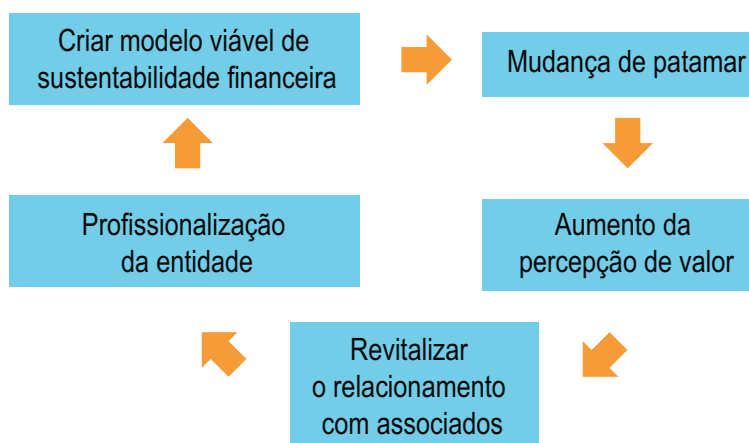 Criar modelo viável de
sustentabilidade financeira
Mudança de patamar
Aumento da
percepção de valor
Revitalizar
o relacionamento
com associados
Profissionalização
da entidade